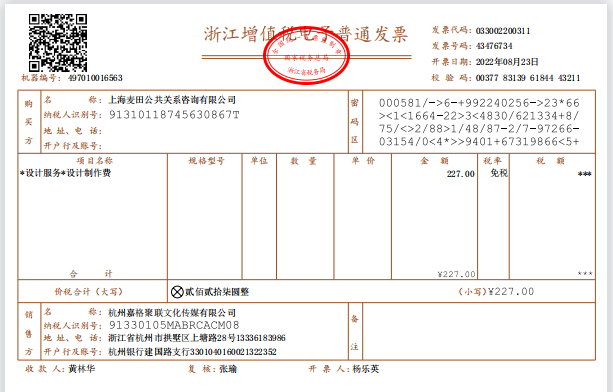 浙江增值税电子普通发票
国家税务总局
浙江省税务局
机器编号: 497010016563
发票代码: 033002200311
发票号码: 43476734
开票日期: 2022年08月23日
校 验 码: 00377 83139 61844 43211
购买方
名 称: 上海麦田公共关系咨询有限公司
纳税人识别号: 91310118745630867T
地 址、电 话:
开户行及账号:
密码区
000581/->6-+992240256->23*66
><1<1664-22>3<4830/621334+8/
75/<>2/88>1/48/87-2/7-97266-
03154/0<4*>>9401+67319866<5+
项目名称 规格型号 单位 数 量 单 价 金 额 税率 税 额
*设计服务*设计制作费 227.00 免税 ***
合 计 ¥227.00 ***
价税合计（大写） ⊗贰佰贰拾柒圆整 （小写）¥227.00
销售方
名 称: 杭州嘉格聚联文化传媒有限公司
纳税人识别号: 91330105MABRCACM08
地 址、电 话: 浙江省杭州市拱墅区上塘路28号13336183986
开户行及账号: 杭州银行建国路支行3301040160021322352
备注
收 款 人: 黄林华 复 核: 张瑜 开 票 人: 杨乐英